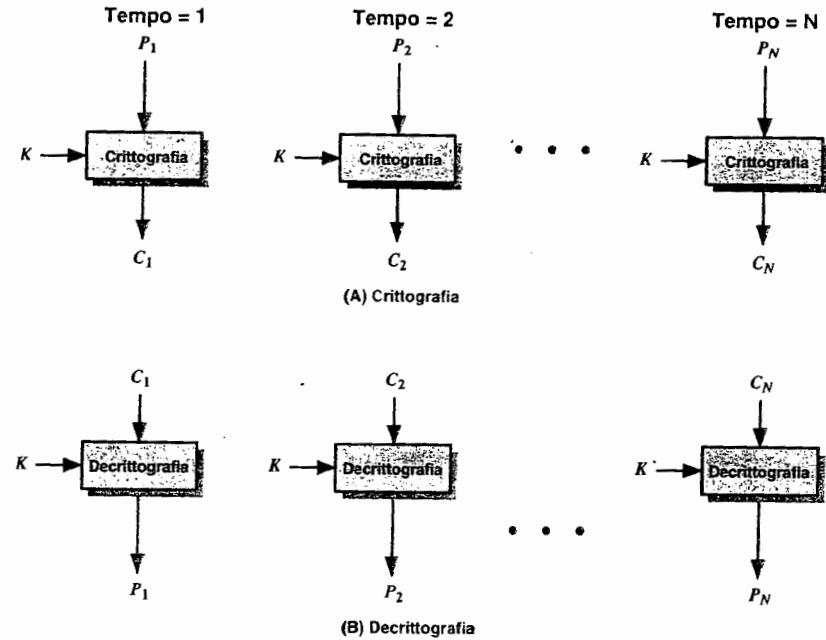 Tempo = 1 Tempo = 2 Tempo = N
P1 P2 PN
K Crittografia K Crittografia K Crittografia
C1 C2 CN
(A) Crittografia
C1 C2 CN
K Decrittografia K Decrittografia K Decrittografia
P1 P2 PN
(B) Decrittografia